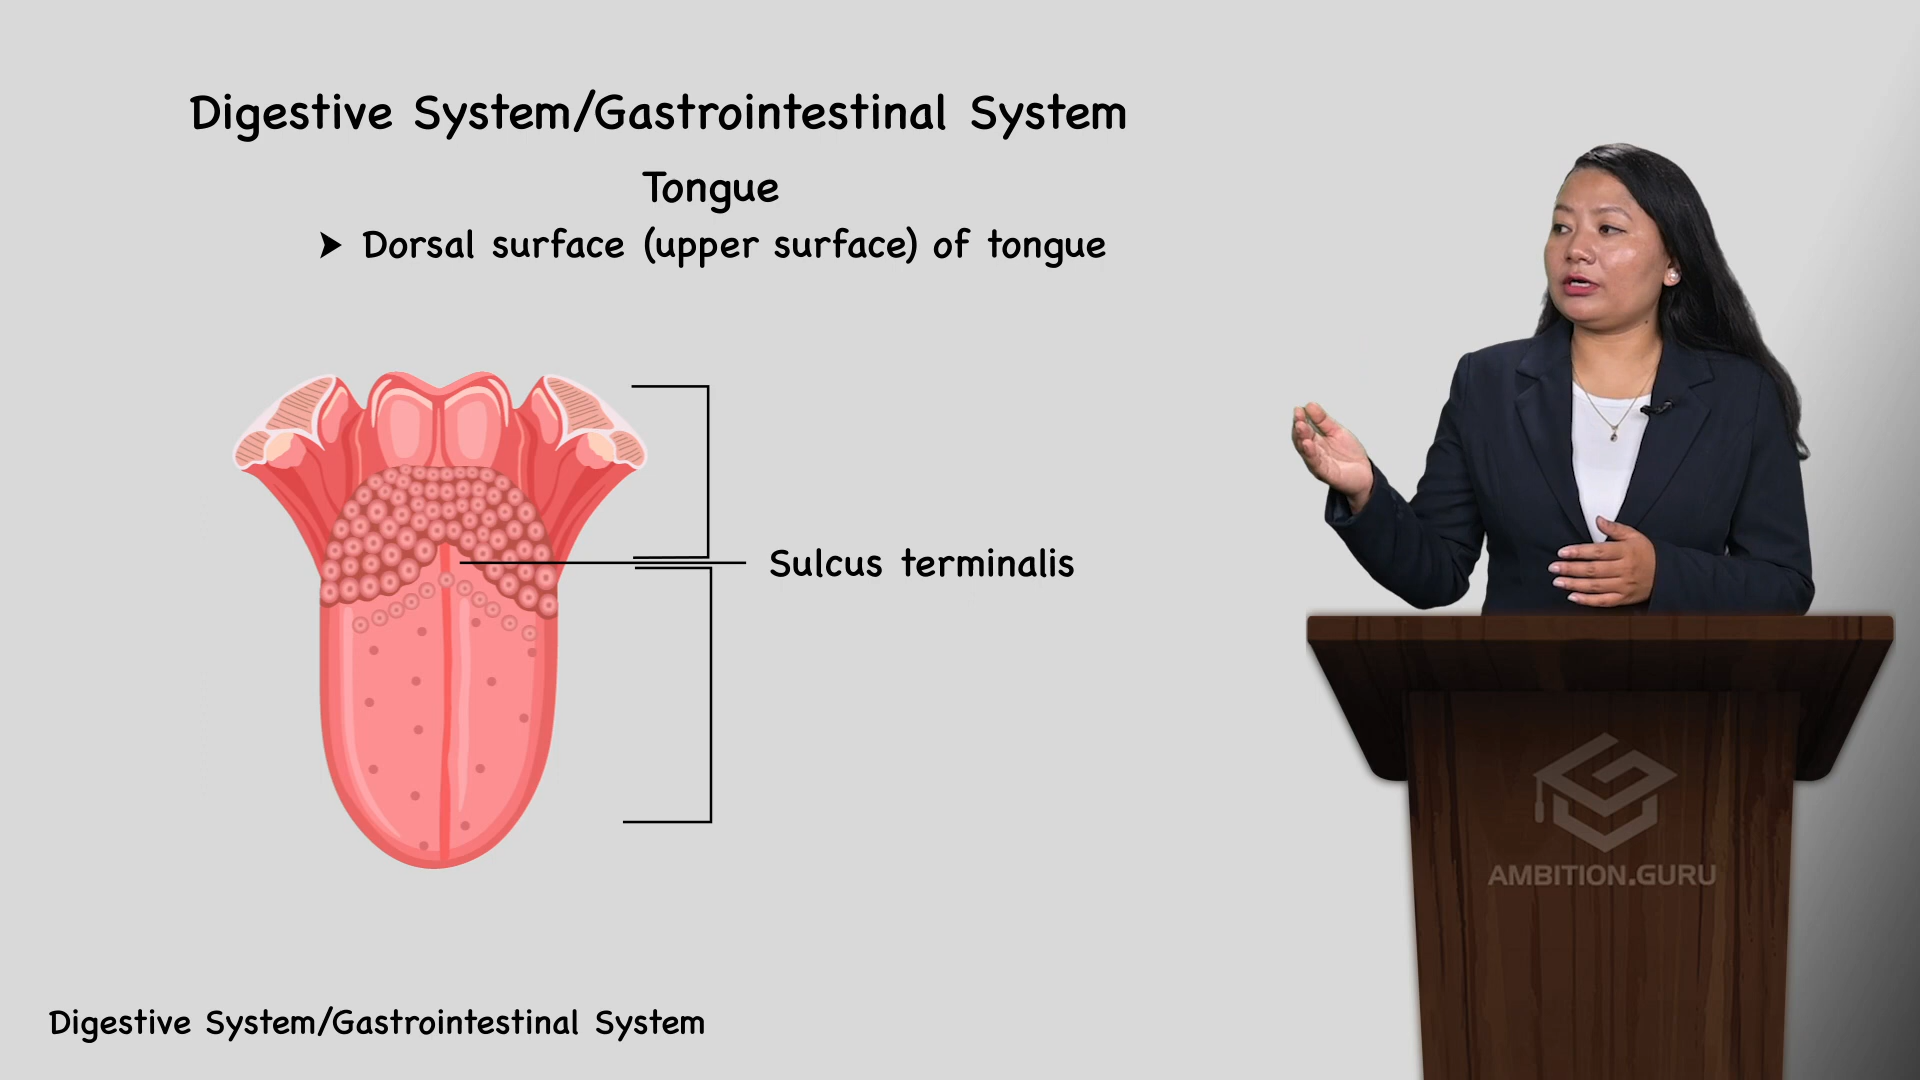 Digestive System/Gastrointestinal System
Tongue
➤ Dorsal surface (upper surface) of tongue
Sulcus terminalis
AMBITION.GURU
Digestive System/Gastrointestinal System